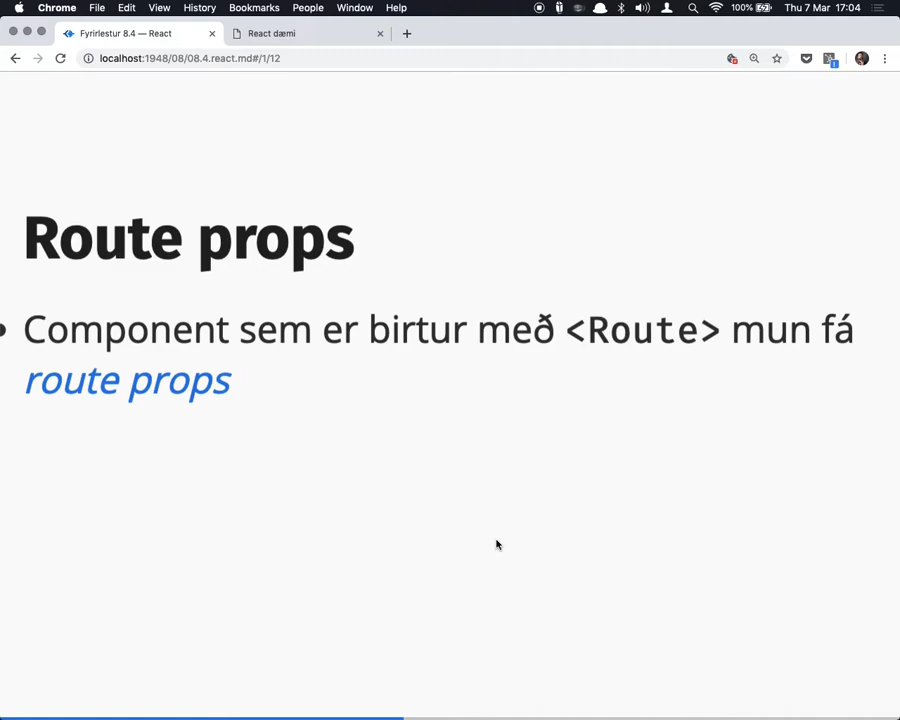 Chrome File Edit View History Bookmarks People Window Help 100% Thu 7 Mar 17:04
Fyrirlestur 8.4 — React React dæmi
localhost:1948/08/08.4.react.md#/1/12
Route props
• Component sem er birtur með <Route> mun fá
route props